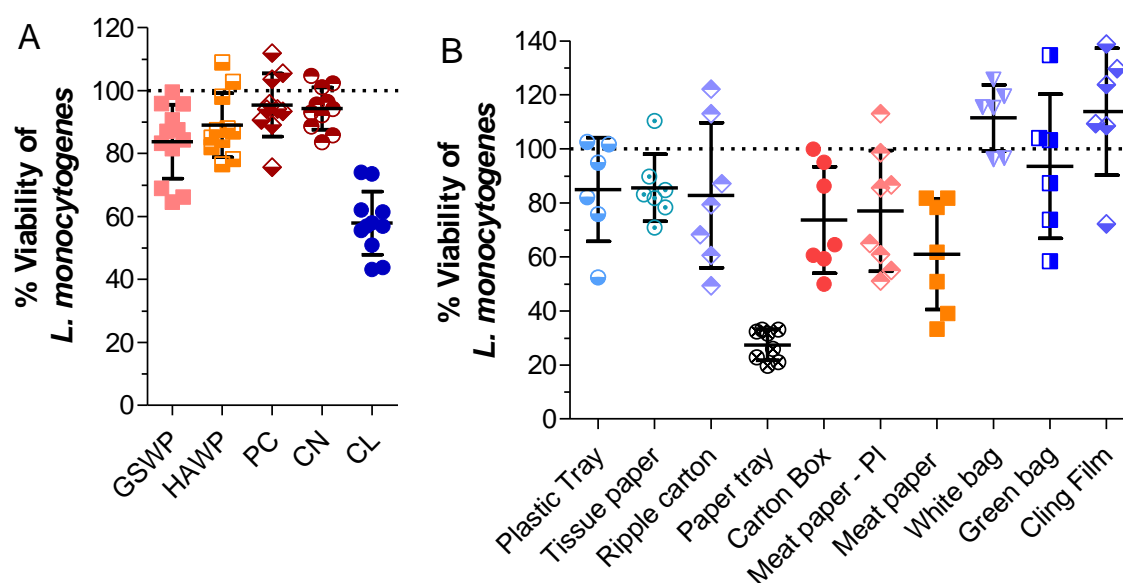 A
% Viability of
L. monocytogenes
120
100
80
60
40
20
0
GSWP
HAWP
PC
CN
CL
B
% Viability of
L. monocytogenes
140
120
100
80
60
40
20
0
Plastic Tray
Tissue paper
Ripple carton
Paper tray
Carton Box
Meat paper - Pl
Meat paper
White bag
Green bag
Cling Film